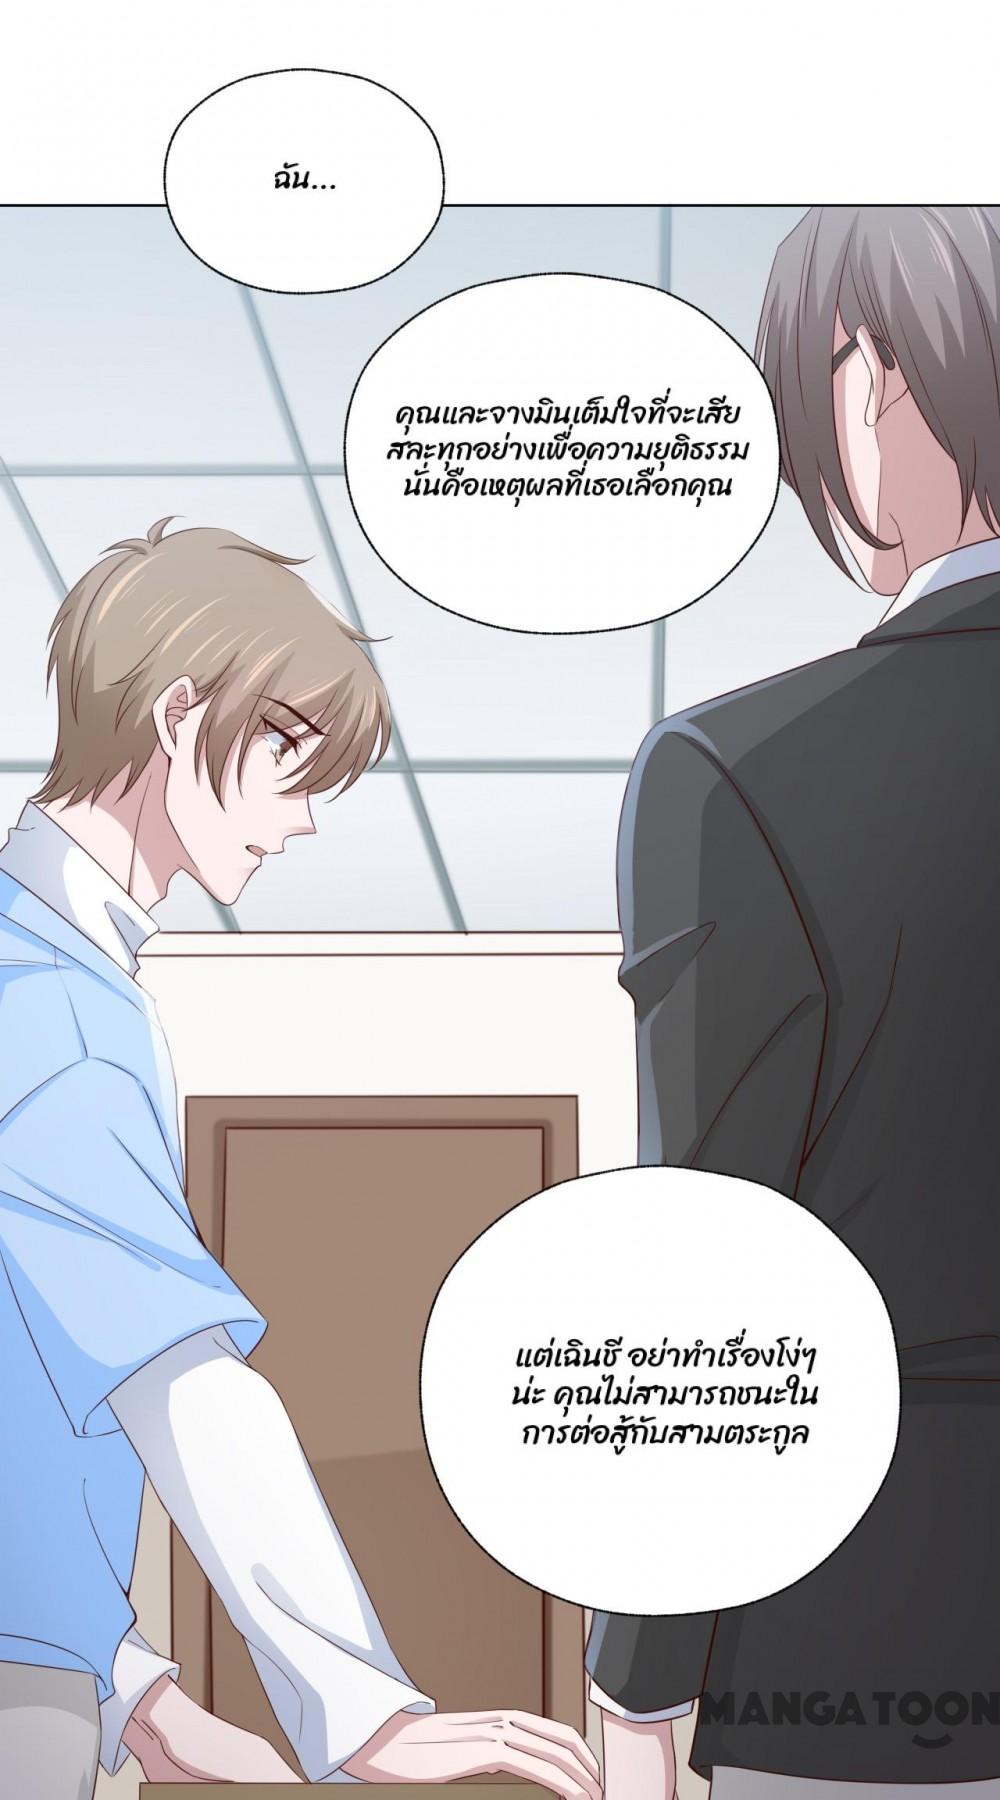 ฉัน...
คุณและจางมินเต็มใจที่จะเสีย
สละทุกอย่างเพื่อความยุติธรรม
นั่นคือเหตุผลที่เธอเลือกคุณ
แต่เฉินชี อย่าทำเรื่องโง่ๆ
น่ะ คุณไม่สามารถชนะใน
การต่อสู้กับสามตระกูล
MANGA TOON